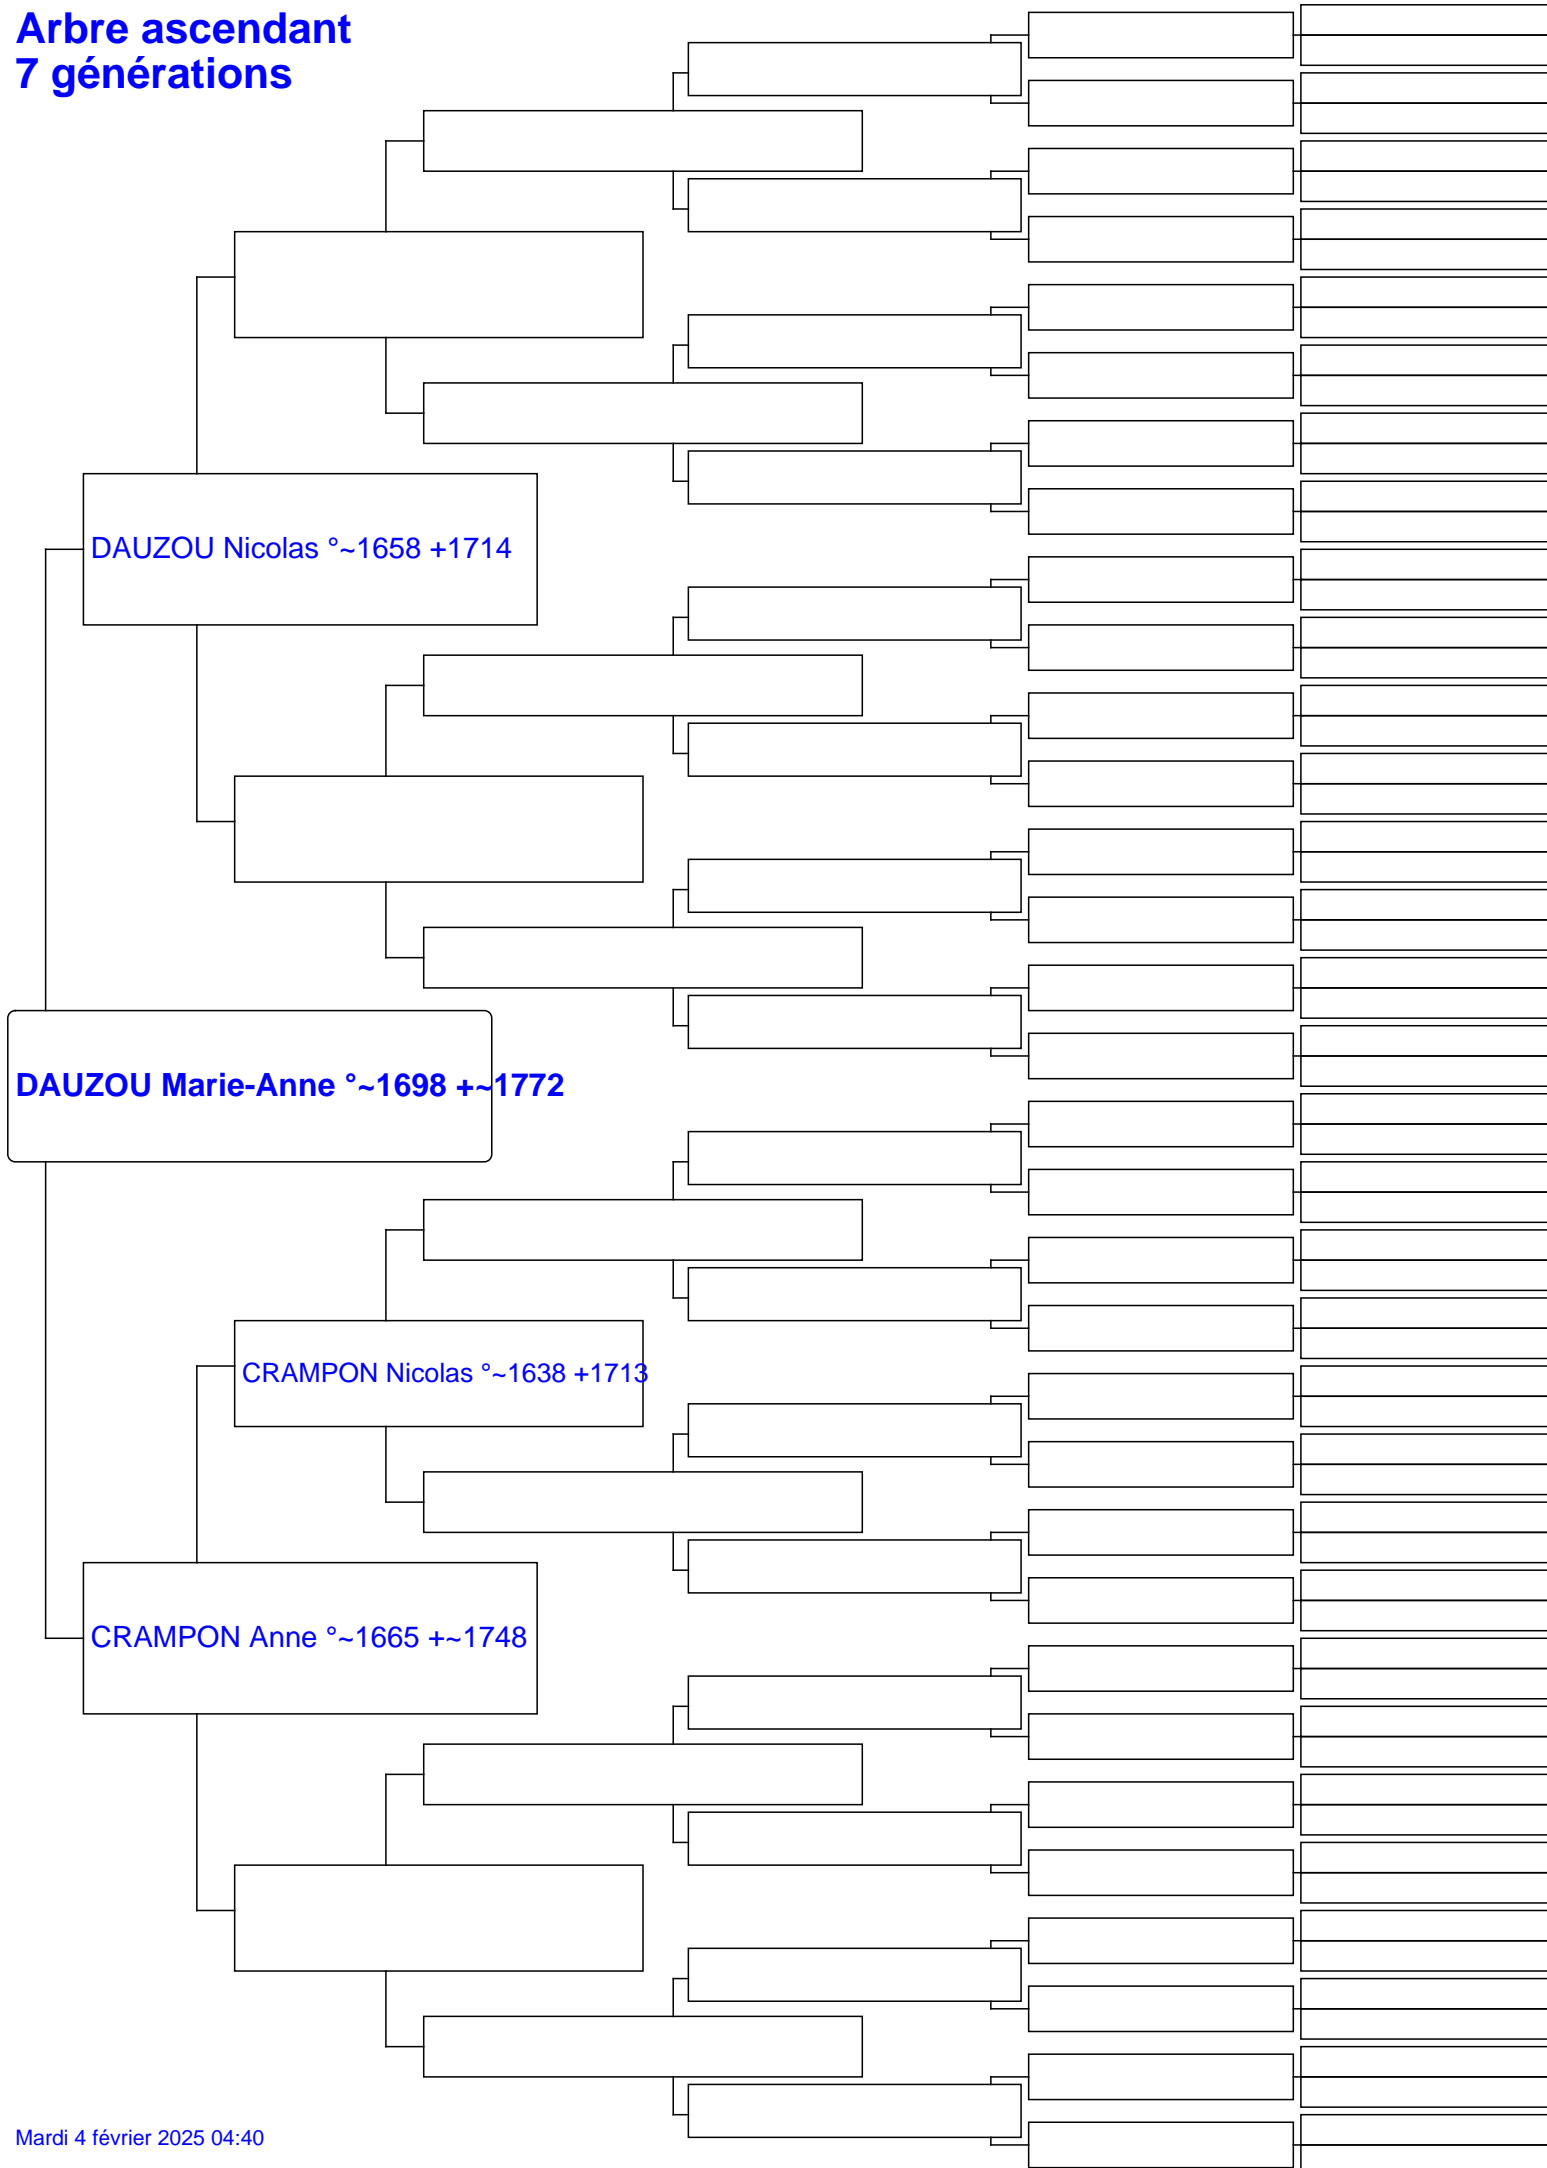 Arbre ascendant
7 générations
DAUZOU Nicolas °~1658 +1714
DAUZOU Marie-Anne °~1698 +~1772
CRAMPON Nicolas °~1638 +1713
CRAMPON Anne °~1665 +~1748
Mardi 4 février 2025 04:40